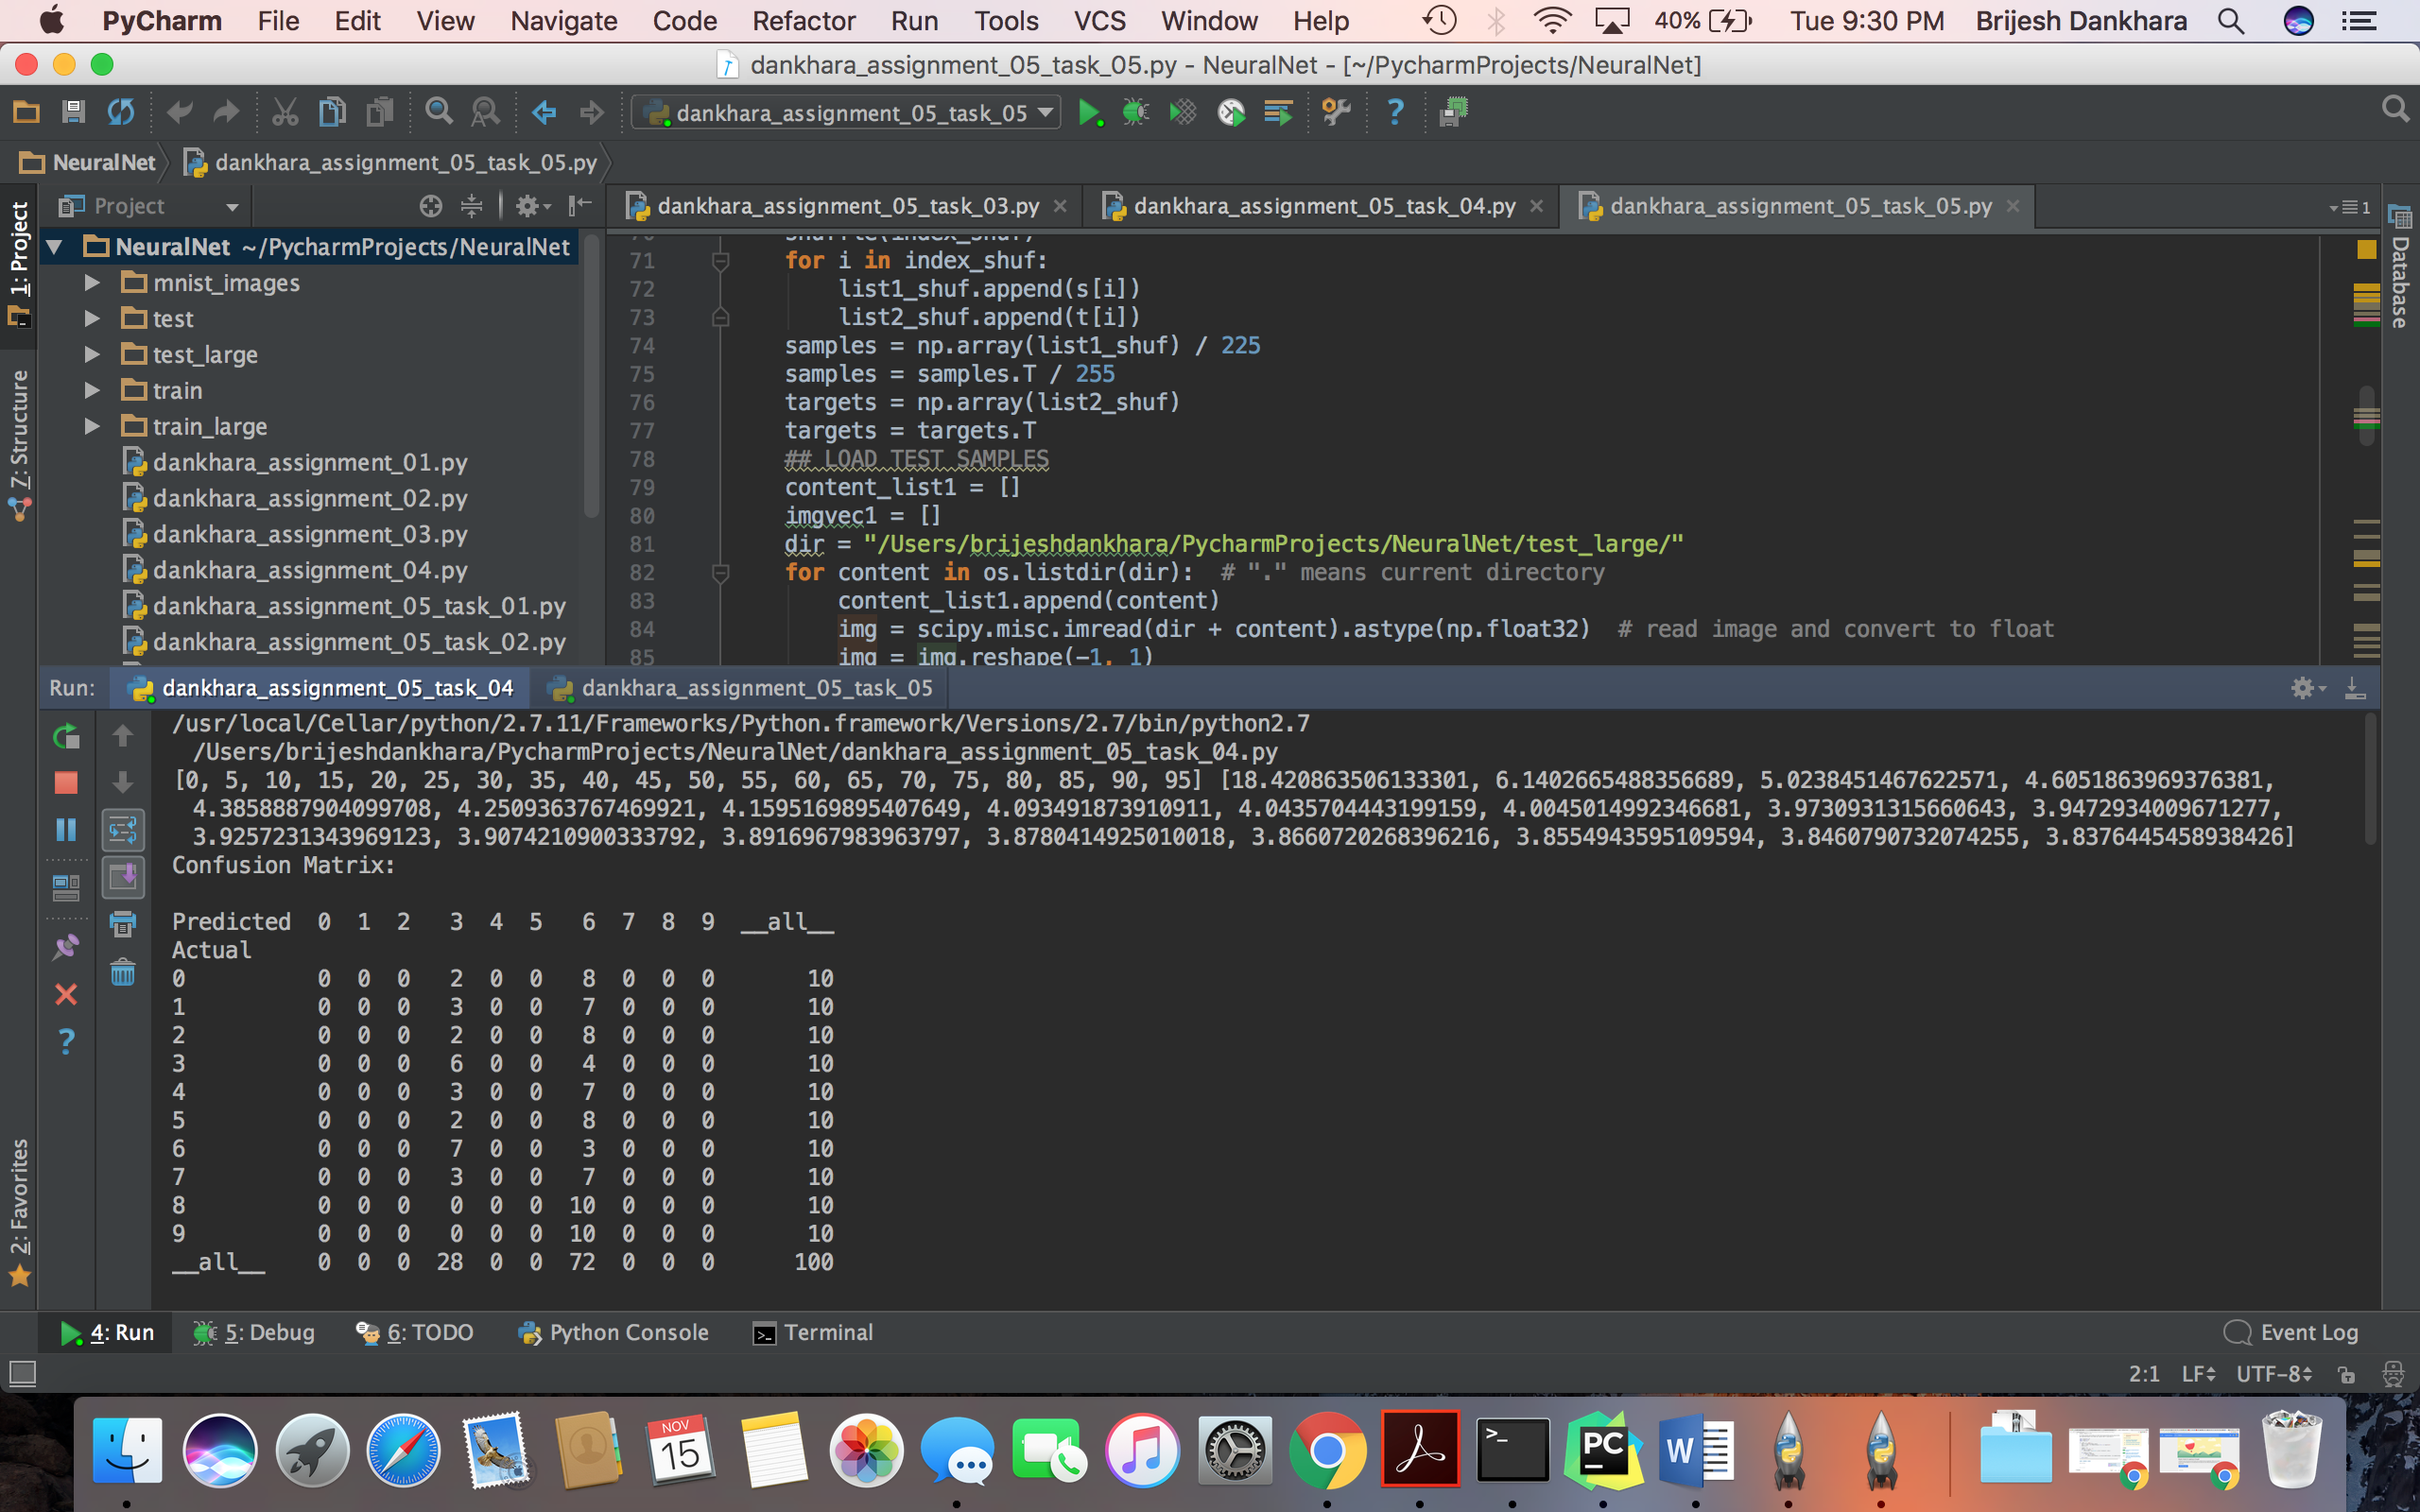 PyCharm File Edit View Navigate Code Refactor Run Tools VCS Window Help 40% Tue 9:30 PM Brijesh Dankhara
dankhara_assignment_05_task_05.py - NeuralNet - [~/PycharmProjects/NeuralNet]
dankhara_assignment_05_task_05
NeuralNet dankhara_assignment_05_task_05.py
1: Project
7: Structure
2: Favorites
Project
NeuralNet ~/PycharmProjects/NeuralNet
mnist_images
test
test_large
train
train_large
dankhara_assignment_01.py
dankhara_assignment_02.py
dankhara_assignment_03.py
dankhara_assignment_04.py
dankhara_assignment_05_task_01.py
dankhara_assignment_05_task_02.py
dankhara_assignment_05_task_03.py dankhara_assignment_05_task_04.py dankhara_assignment_05_task_05.py 1
Database
70 shuffle(index_shuf)
71 for i in index_shuf:
72 list1_shuf.append(s[i])
73 list2_shuf.append(t[i])
74 samples = np.array(list1_shuf) / 225
75 samples = samples.T / 255
76 targets = np.array(list2_shuf)
77 targets = targets.T
78 ## LOAD TEST SAMPLES
79 content_list1 = []
80 imgvec1 = []
81 dir = "/Users/brijeshdankhara/PycharmProjects/NeuralNet/test_large/"
82 for content in os.listdir(dir): # "." means current directory
83 content_list1.append(content)
84 img = scipy.misc.imread(dir + content).astype(np.float32) # read image and convert to float
85 img = img.reshape(-1, 1)
Run: dankhara_assignment_05_task_04 dankhara_assignment_05_task_05
/usr/local/Cellar/python/2.7.11/Frameworks/Python.framework/Versions/2.7/bin/python2.7
/Users/brijeshdankhara/PycharmProjects/NeuralNet/dankhara_assignment_05_task_04.py
[0, 5, 10, 15, 20, 25, 30, 35, 40, 45, 50, 55, 60, 65, 70, 75, 80, 85, 90, 95] [18.420863506133301, 6.1402665488356689, 5.0238451467622571, 4.6051863969376381,
4.3858887904099708, 4.2509363767469921, 4.1595169895407649, 4.093491873910911, 4.0435704443199159, 4.0045014992346681, 3.9730931315660643, 3.9472934009671277,
3.9257231343969123, 3.9074210900333792, 3.8916967983963797, 3.8780414925010018, 3.8660720268396216, 3.8554943595109594, 3.8460790732074255, 3.8376445458938426]
Confusion Matrix:
Predicted 0 1 2 3 4 5 6 7 8 9 __all__
Actual
0 0 0 0 2 0 0 8 0 0 0 10
1 0 0 0 3 0 0 7 0 0 0 10
2 0 0 0 2 0 0 8 0 0 0 10
3 0 0 0 6 0 0 4 0 0 0 10
4 0 0 0 3 0 0 7 0 0 0 10
5 0 0 0 2 0 0 8 0 0 0 10
6 0 0 0 7 0 0 3 0 0 0 10
7 0 0 0 3 0 0 7 0 0 0 10
8 0 0 0 0 0 0 10 0 0 0 10
9 0 0 0 0 0 0 10 0 0 0 10
__all__ 0 0 0 28 0 0 72 0 0 0 100
4: Run 5: Debug 6: TODO Python Console Terminal Event Log
2:1 LF UTF-8
NOV
15
PC
W